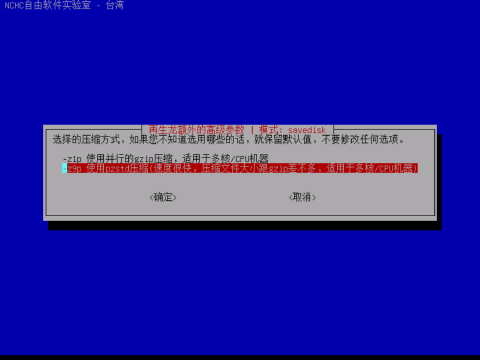 NCHC自由软件实验室 - 台湾
再生龙额外的高级参数 | 模式: savedisk
选择的压缩方式，如果您不知道选用哪些的话，就保留默认值，不要修改任何选项。
-z1p 使用并行的gzip压缩，适用于多核/CPU机器
-z9p 使用pzstd压缩(速度很快，压缩文件大小跟gzip差不多，适用于多核/CPU机器)
<确定>
<取消>